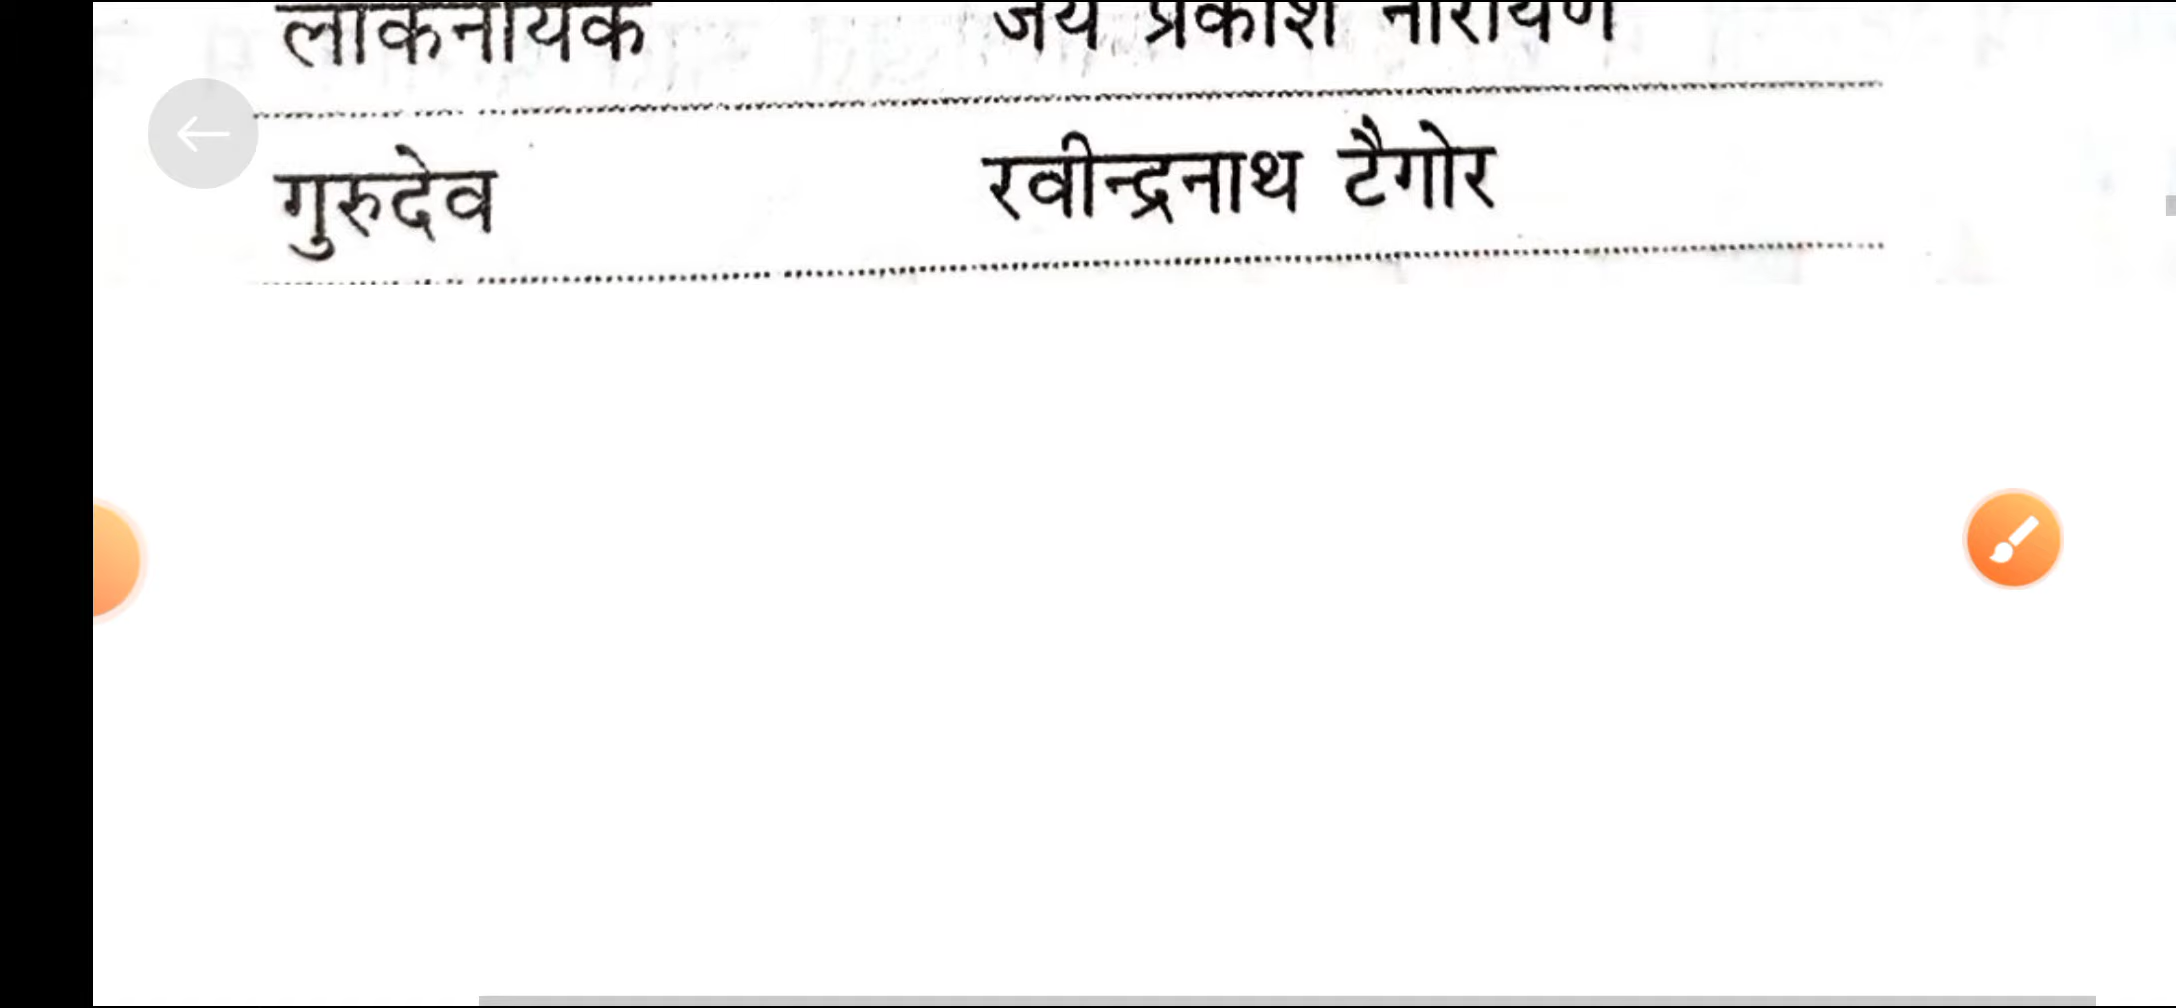 लोकनायक जय प्रकाश नारायण
गुरुदेव रवीन्द्रनाथ टैगोर